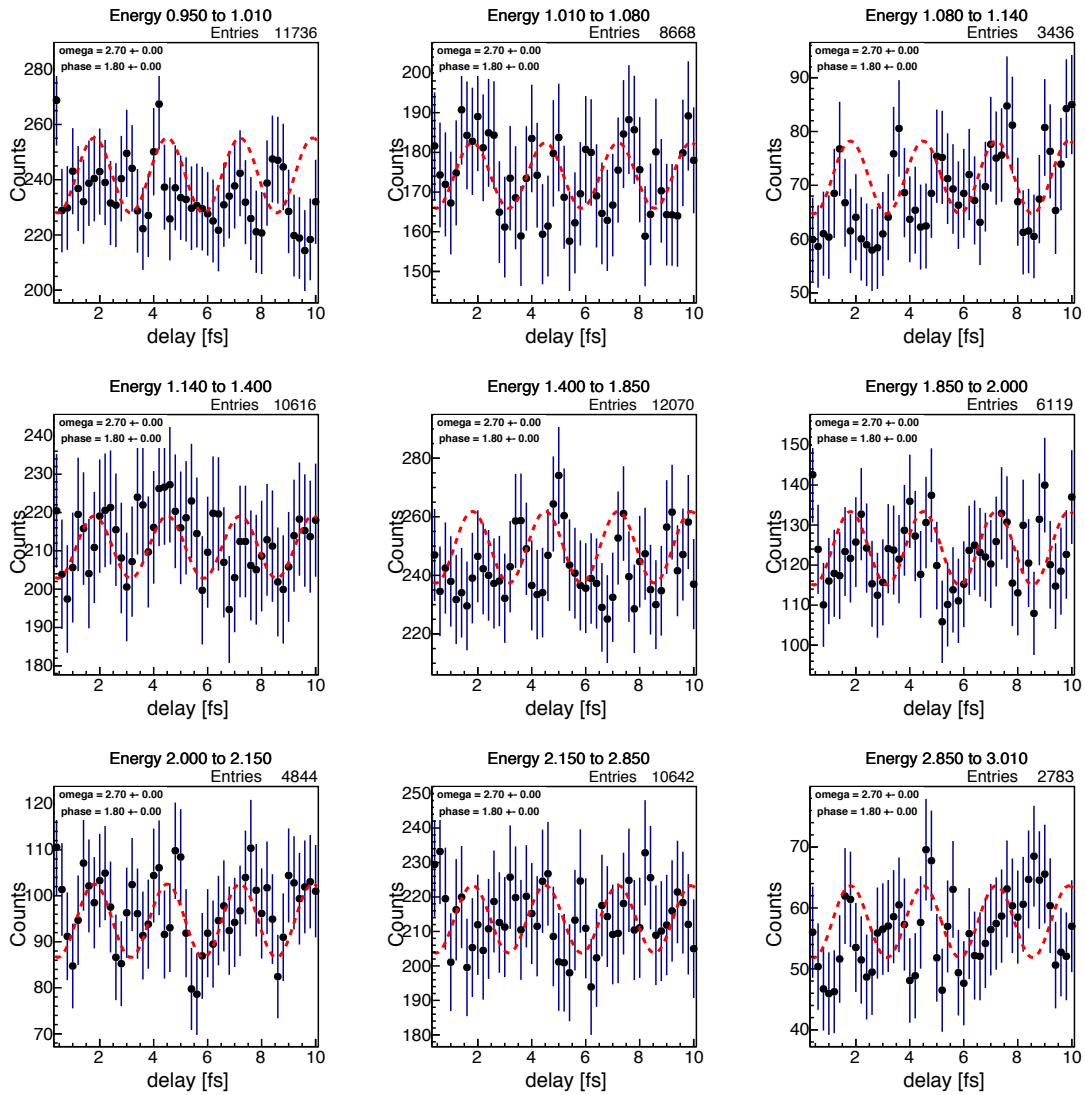 Energy 0.950 to 1.010
Entries 11736
omega = 2.70 +- 0.00
phase = 1.80 +- 0.00
Counts
280
260
240
220
200
2 4 6 8 10
delay [fs]
Energy 1.010 to 1.080
Entries 8668
omega = 2.70 +- 0.00
phase = 1.80 +- 0.00
Counts
200
190
180
170
160
150
2 4 6 8 10
delay [fs]
Energy 1.080 to 1.140
Entries 3436
omega = 2.70 +- 0.00
phase = 1.80 +- 0.00
Counts
90
80
70
60
50
2 4 6 8 10
delay [fs]
Energy 1.140 to 1.400
Entries 10616
omega = 2.70 +- 0.00
phase = 1.80 +- 0.00
Counts
240
230
220
210
200
190
180
2 4 6 8 10
delay [fs]
Energy 1.400 to 1.850
Entries 12070
omega = 2.70 +- 0.00
phase = 1.80 +- 0.00
Counts
280
260
240
220
2 4 6 8 10
delay [fs]
Energy 1.850 to 2.000
Entries 6119
omega = 2.70 +- 0.00
phase = 1.80 +- 0.00
Counts
150
140
130
120
110
100
2 4 6 8 10
delay [fs]
Energy 2.000 to 2.150
Entries 4844
omega = 2.70 +- 0.00
phase = 1.80 +- 0.00
Counts
120
110
100
90
80
70
2 4 6 8 10
delay [fs]
Energy 2.150 to 2.850
Entries 10642
omega = 2.70 +- 0.00
phase = 1.80 +- 0.00
Counts
250
240
230
220
210
200
190
180
2 4 6 8 10
delay [fs]
Energy 2.850 to 3.010
Entries 2783
omega = 2.70 +- 0.00
phase = 1.80 +- 0.00
Counts
70
60
50
40
2 4 6 8 10
delay [fs]